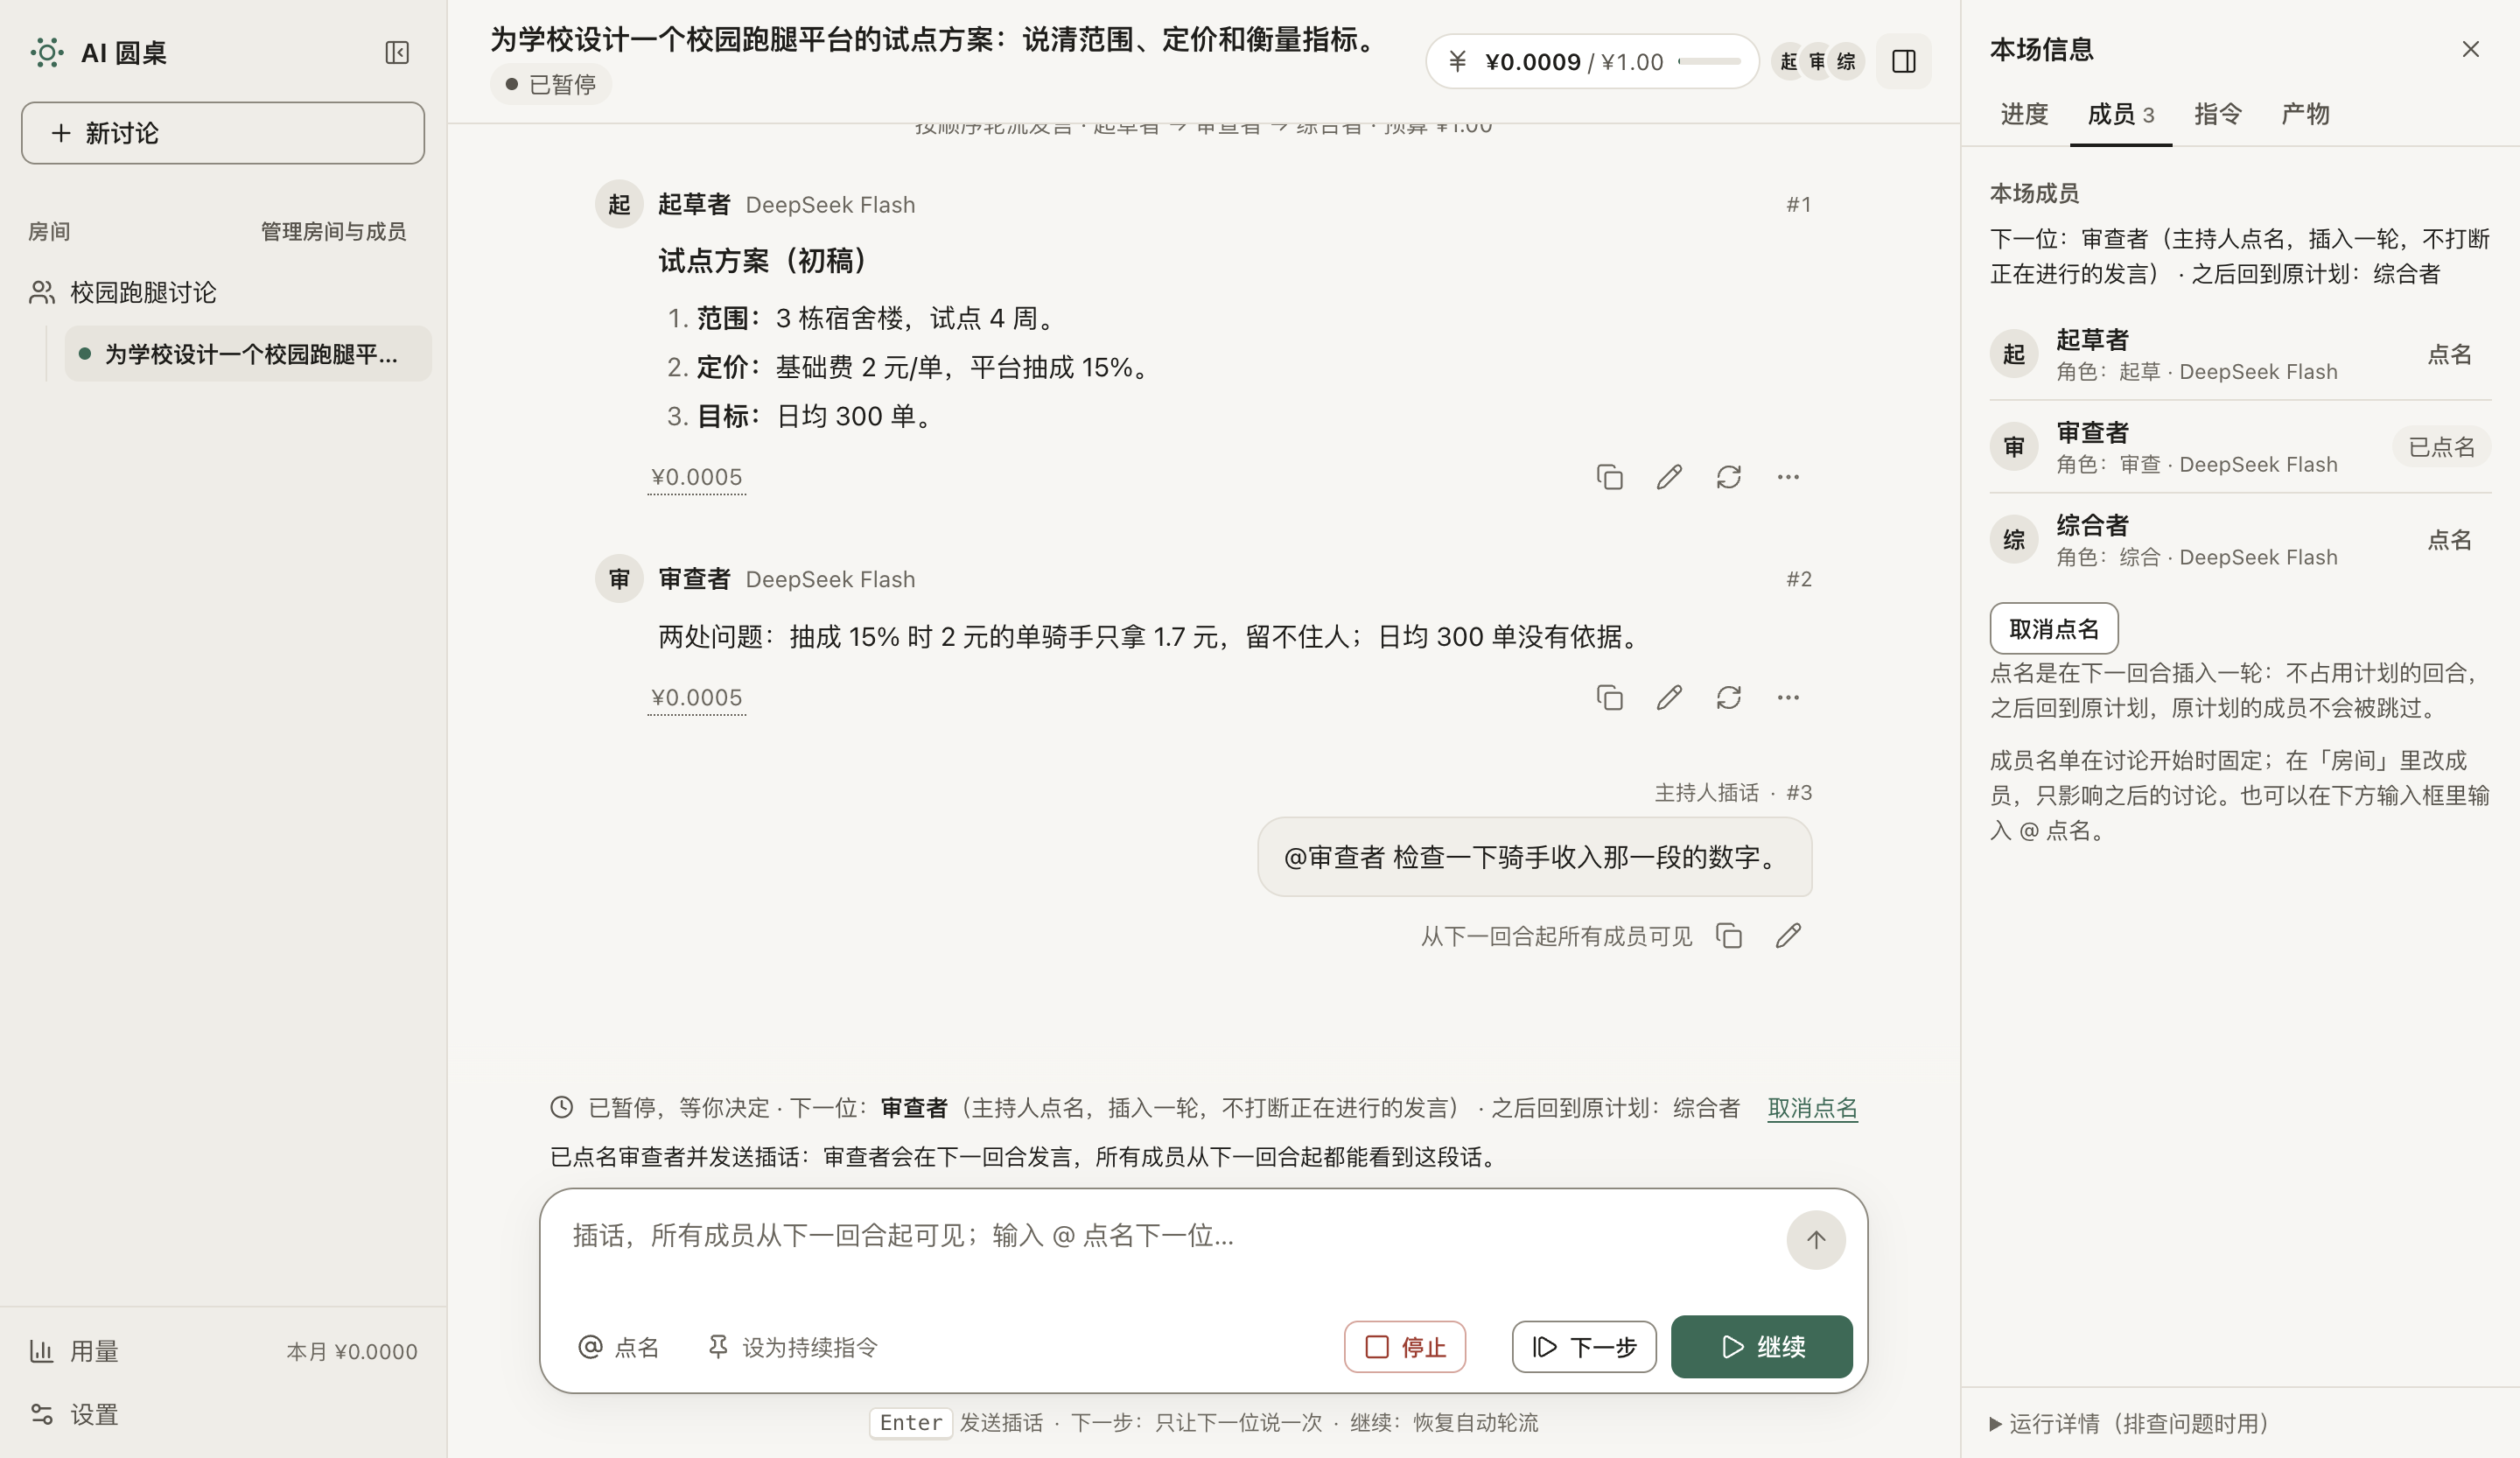 AI 圆桌
新讨论
房间
管理房间与成员
校园跑腿讨论
为学校设计一个校园跑腿平...
用量
本月 ¥0.0000
设置
为学校设计一个校园跑腿平台的试点方案：说清范围、定价和衡量指标。
已暂停
¥0.0009 / ¥1.00
起
审
综
按顺序轮流发言 · 起草者 → 审查者 → 综合者 · 预算 ¥1.00
起
起草者 DeepSeek Flash
#1
试点方案（初稿）
1. 范围：3 栋宿舍楼，试点 4 周。
2. 定价：基础费 2 元/单，平台抽成 15%。
3. 目标：日均 300 单。
¥0.0005
审
审查者 DeepSeek Flash
#2
两处问题：抽成 15% 时 2 元的单骑手只拿 1.7 元，留不住人；日均 300 单没有依据。
¥0.0005
主持人插话 · #3
@审查者 检查一下骑手收入那一段的数字。
从下一回合起所有成员可见
已暂停，等你决定 · 下一位：审查者（主持人点名，插入一轮，不打断正在进行的发言） · 之后回到原计划：综合者 取消点名
已点名审查者并发送插话：审查者会在下一回合发言，所有成员从下一回合起都能看到这段话。
插话，所有成员从下一回合起可见；输入 @ 点名下一位...
点名
设为持续指令
停止
下一步
继续
Enter 发送插话 · 下一步：只让下一位说一次 · 继续：恢复自动轮流
本场信息
进度
成员 3
指令
产物
本场成员
下一位：审查者（主持人点名，插入一轮，不打断
正在进行的发言） · 之后回到原计划：综合者
起
起草者
角色：起草 · DeepSeek Flash
点名
审
审查者
角色：审查 · DeepSeek Flash
已点名
综
综合者
角色：综合 · DeepSeek Flash
点名
取消点名
点名是在下一回合插入一轮：不占用计划的回合，
之后回到原计划，原计划的成员不会被跳过。
成员名单在讨论开始时固定；在「房间」里改成
员，只影响之后的讨论。也可以在下方输入框里输
入 @ 点名。
运行详情（排查问题时用）